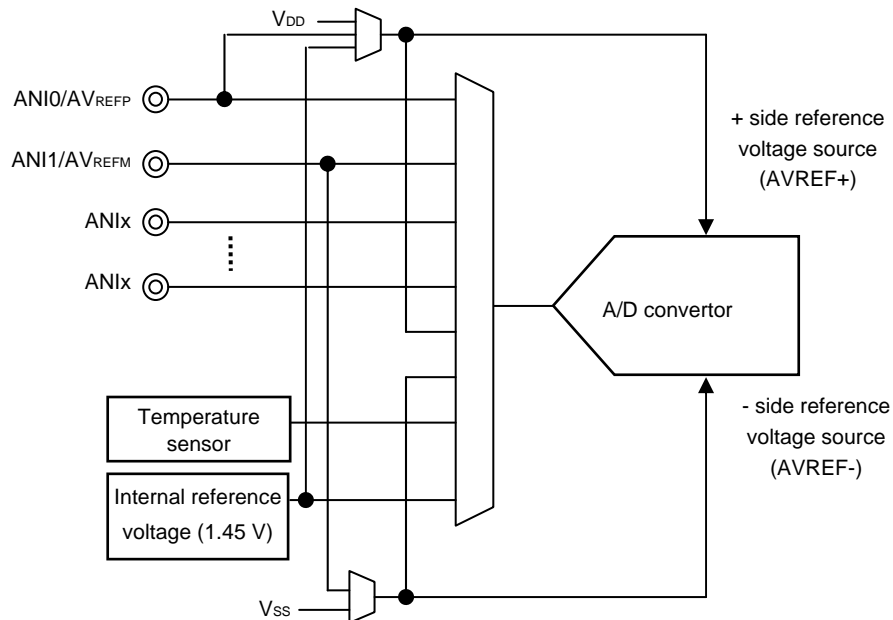 VDD
ANI0/AVREFP
ANI1/AVREFM
ANIx
ANIx
+ side reference
voltage source
(AVREF+)
A/D convertor
Temperature
sensor
Internal reference
voltage (1.45 V)
- side reference
voltage source
(AVREF-)
VSS